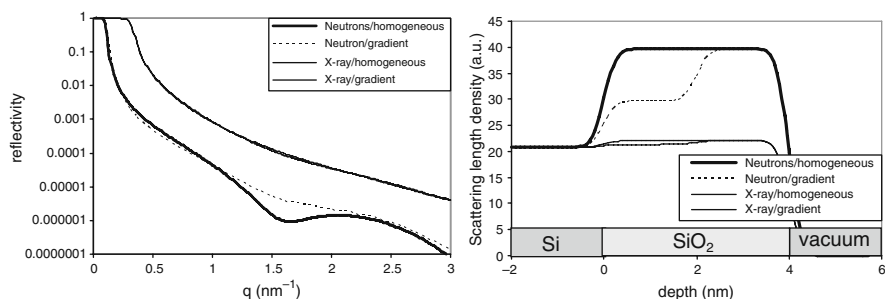 1
0.1
0.01
0.001
0.0001
0.00001
0.000001
0.0000001
reflectivity
0
0.5
1
1.5
2
2.5
3
q (nm⁻¹)
Neutrons/homogeneous
Neutron/gradient
X-ray/homogeneous
X-ray/gradient
Scattering length density (a.u.)
45
40
35
30
25
20
15
10
5
0
Neutrons/homogeneous
Neutron/gradient
X-ray/homogeneous
X-ray/gradient
Si
SiO₂
vacuum
−2
0
2
4
6
depth (nm)